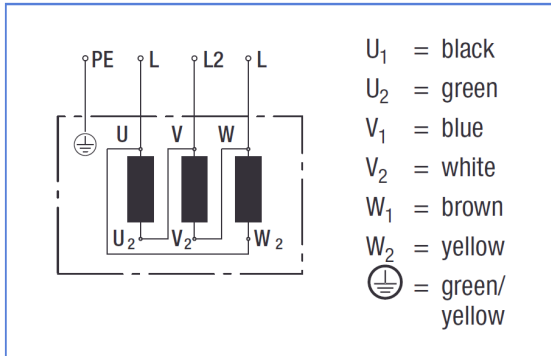 PE L L2 L
U V W
U₂ V₂ W₂
U₁ = black
U₂ = green
V₁ = blue
V₂ = white
W₁ = brown
W₂ = yellow
⏚ = green/
yellow